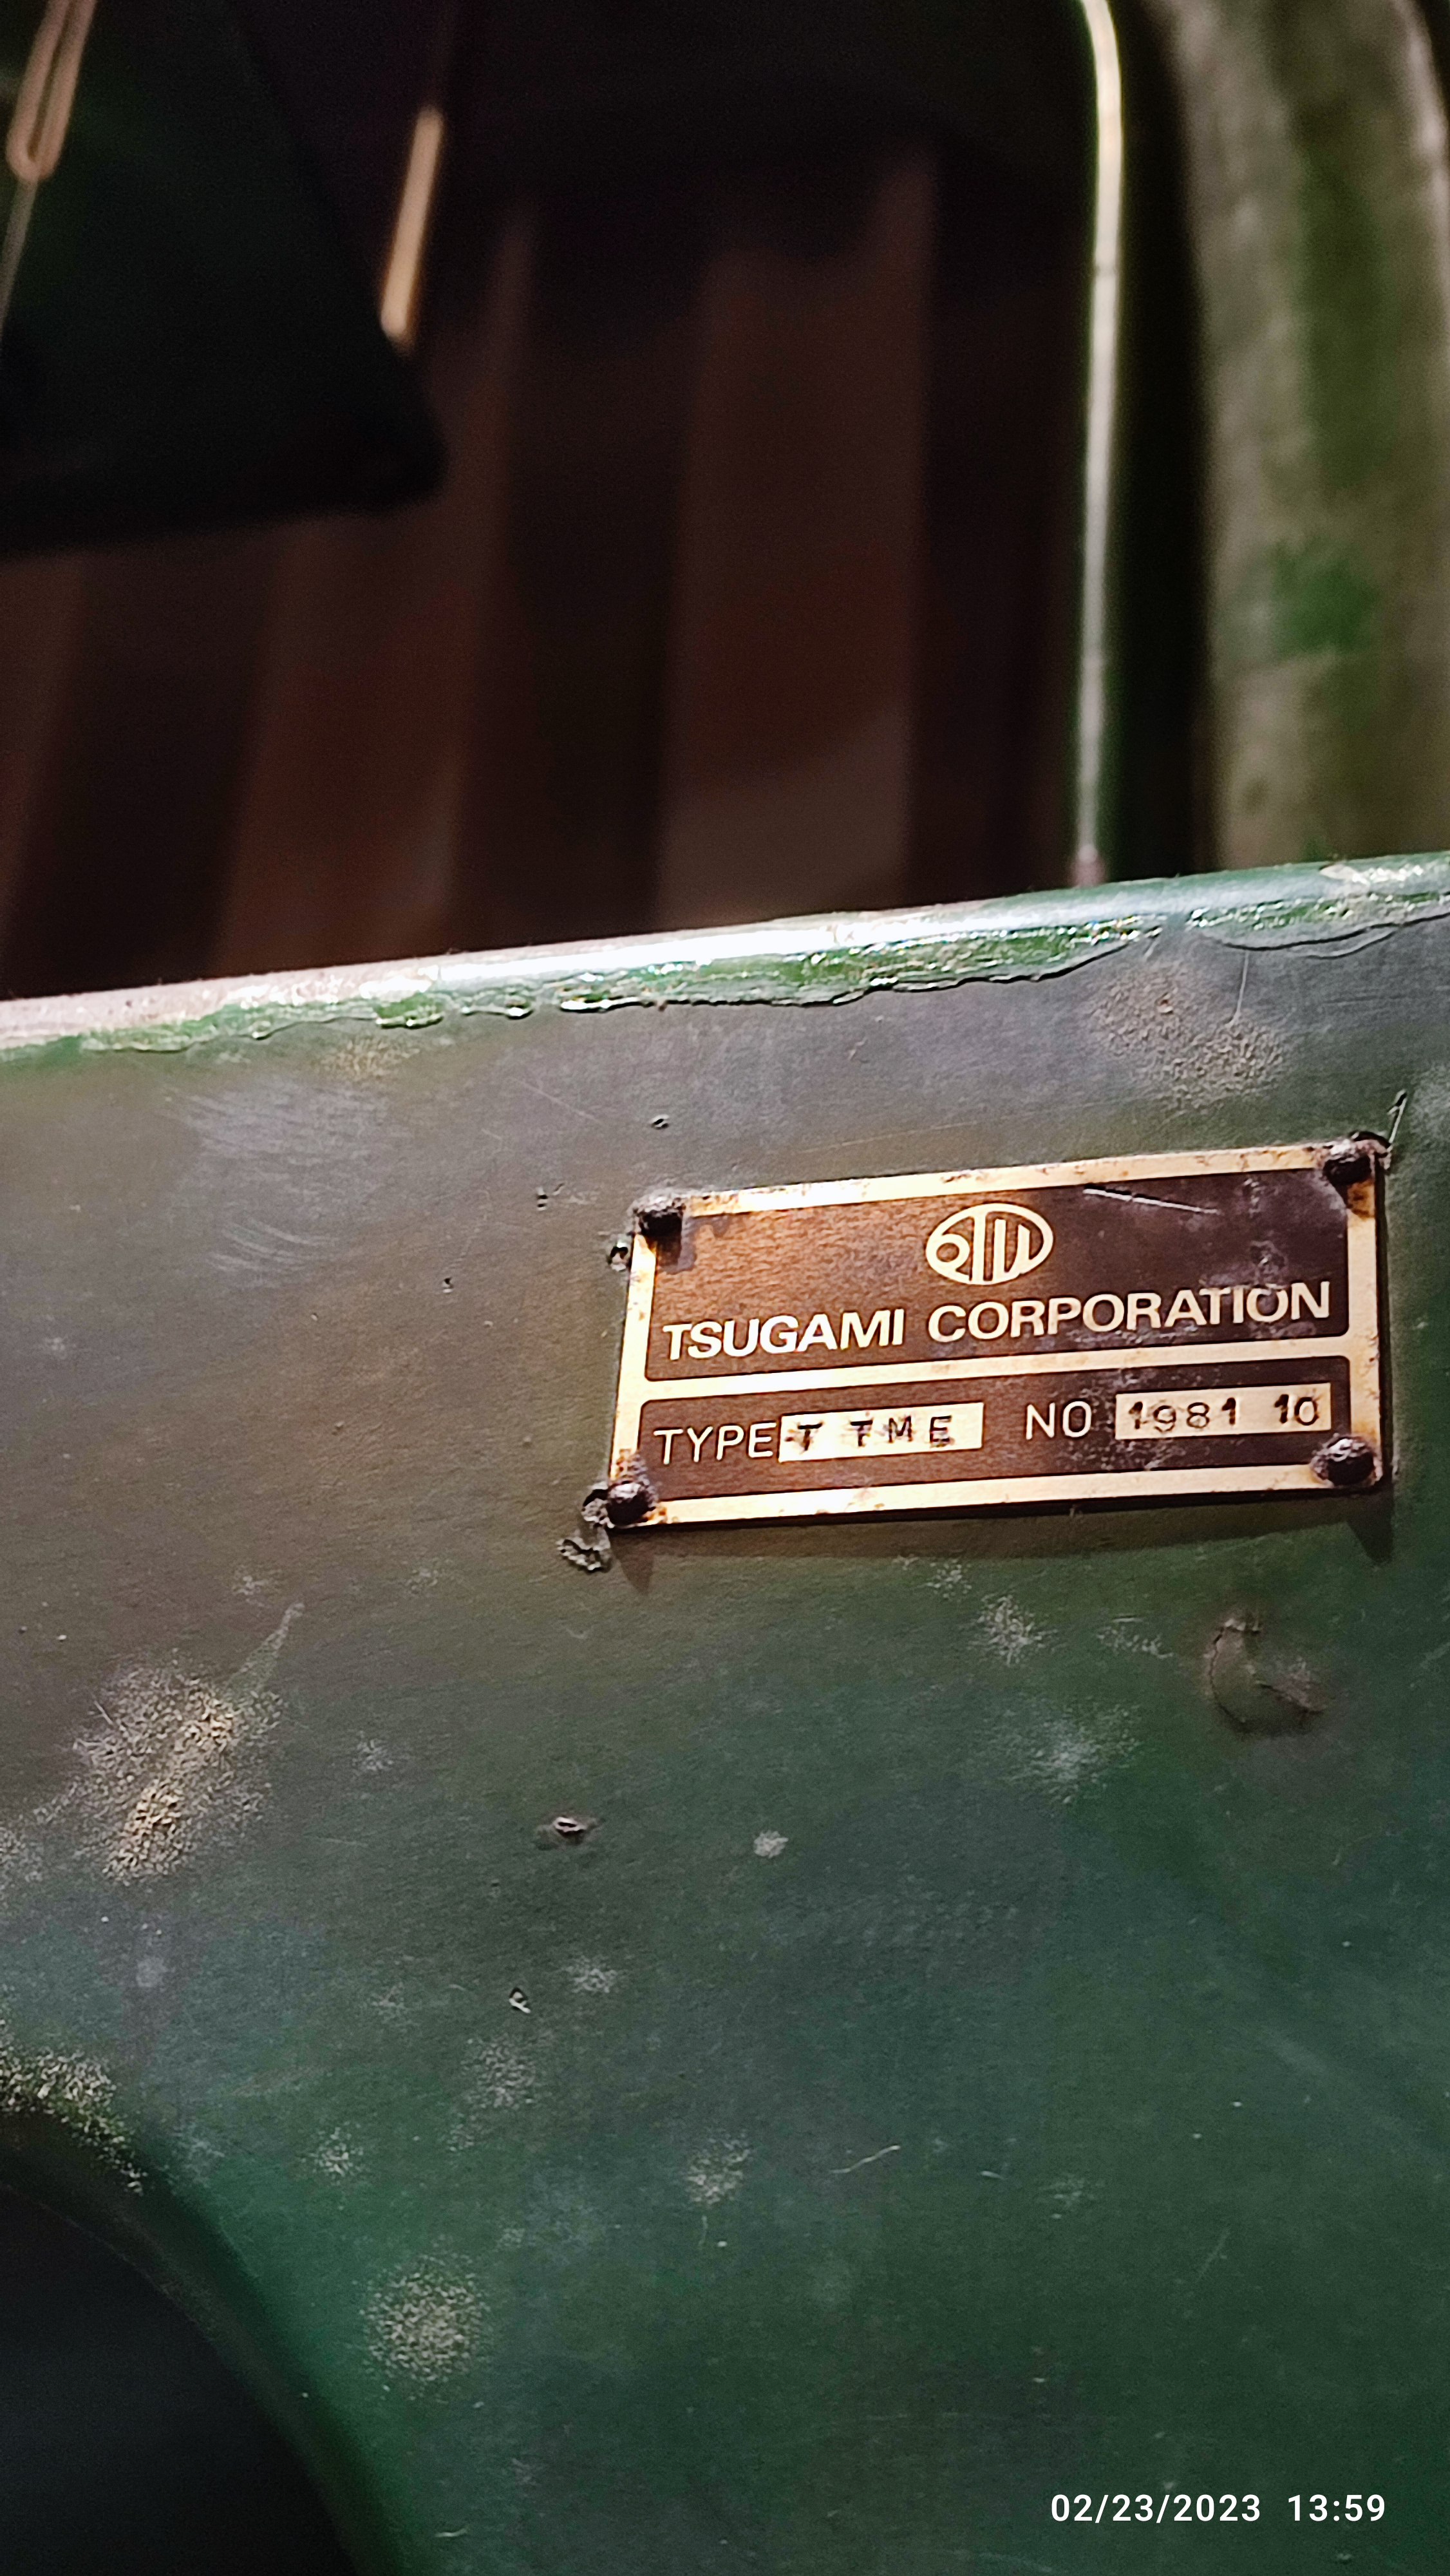 TSUGAMI CORPORATION
TYPE T TME NO 1981 10
02/23/2023 13:59